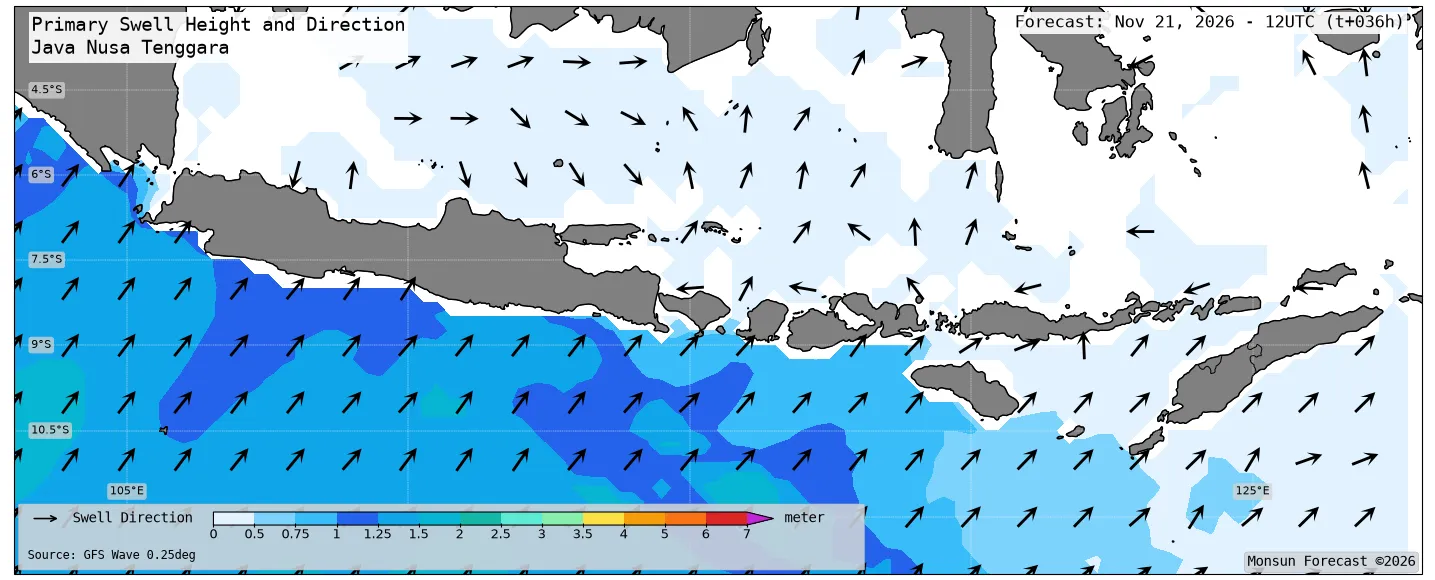 Primary Swell Height and Direction
Java Nusa Tenggara
Forecast: Nov 21, 2026 - 12UTC (t+036h)
4.5°S
6°S
7.5°S
9°S
10.5°S
105°E
125°E
Swell Direction
0 0.5 0.75 1 1.25 1.5 2 2.5 3 3.5 4 5 6 7
meter
Source: GFS Wave 0.25deg
Monsun Forecast ©2026